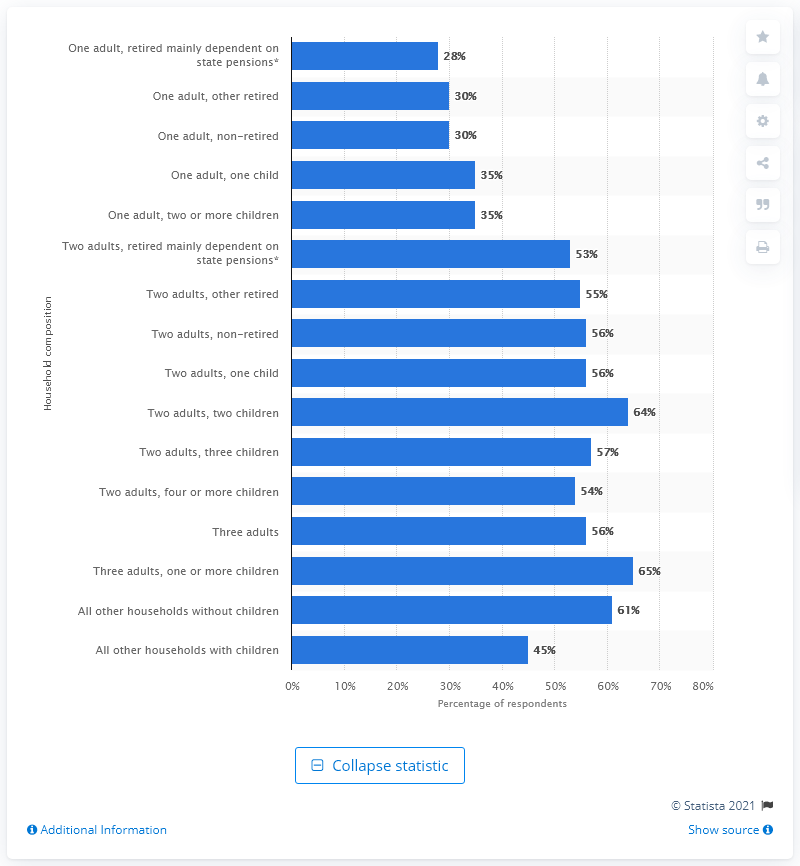 One adult, retired mainly dependent on
state pensions*
28%
One adult, other retired
30%
One adult, non-retired
30%
One adult, one child
35%
One adult, two or more children
35%
Two adults, retired mainly dependent on
state pensions*
53%
Two adults, other retired
55%
Two adults, non-retired
56%
Two adults, one child
56%
Two adults, two children
64%
Two adults, three children
57%
Two adults, four or more children
54%
Three adults
56%
Three adults, one or more children
65%
All other households without children
61%
All other households with children
45%
Household composition
0% 10% 20% 30% 40% 50% 60% 70% 80%
Percentage of respondents
Collapse statistic
© Statista 2021
Additional Information
Show source